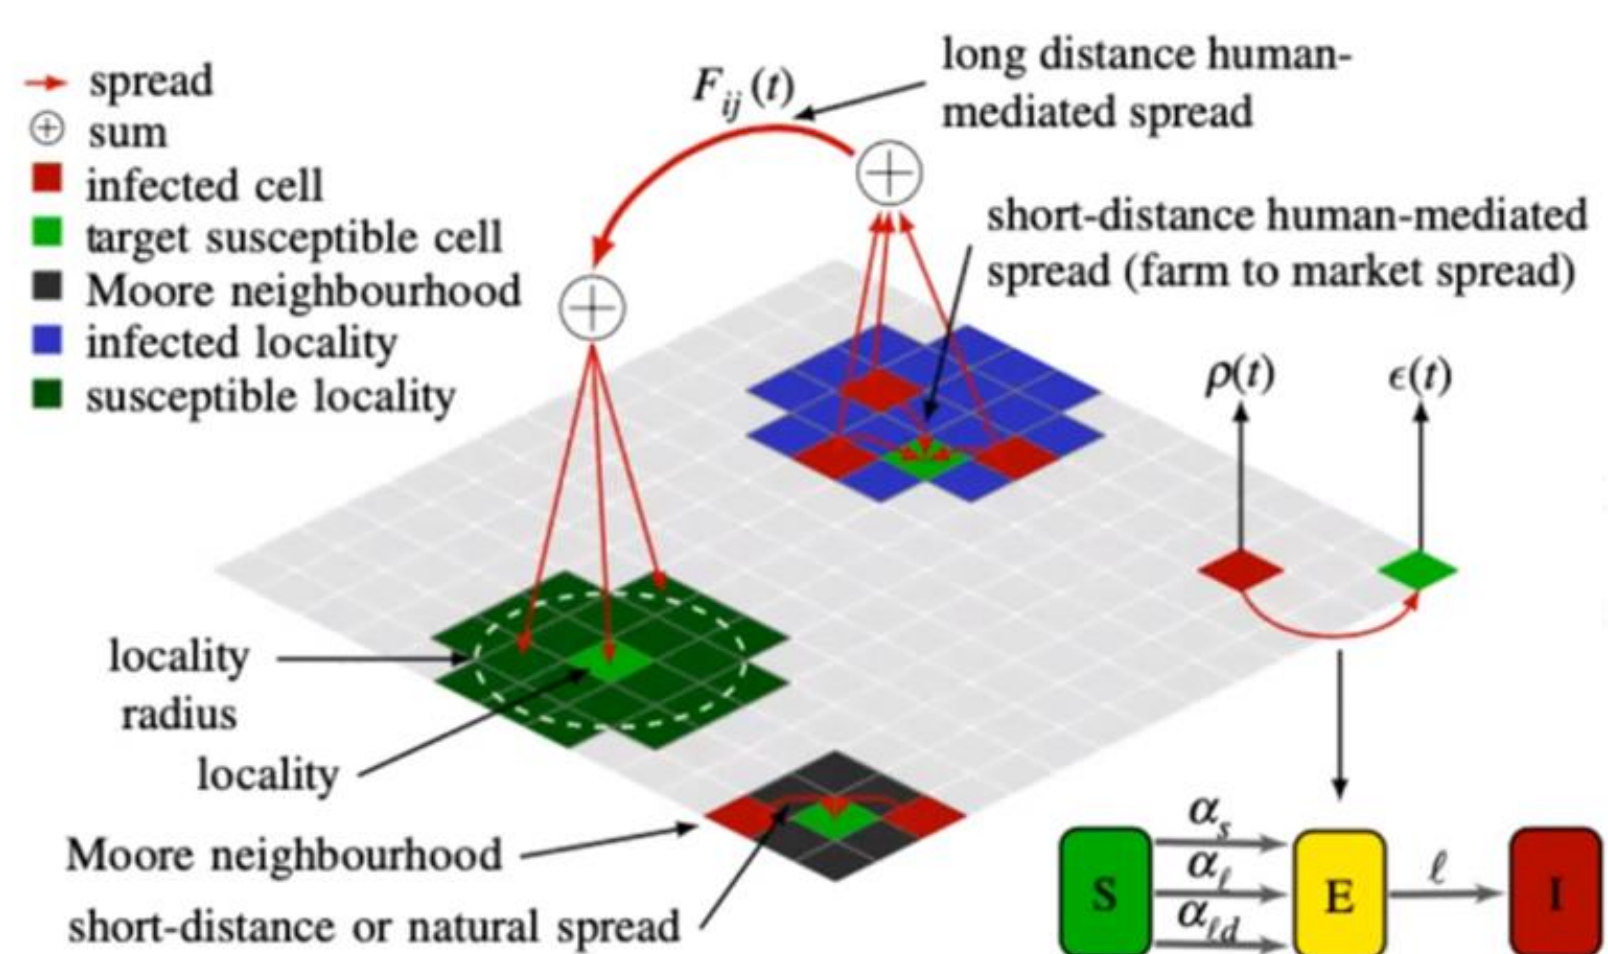 spread
sum
infected cell
target susceptible cell
Moore neighbourhood
infected locality
susceptible locality
F_ij (t)
long distance human-
mediated spread
short-distance human-mediated
spread (farm to market spread)
ρ(t)
ϵ(t)
locality
radius
locality
Moore neighbourhood
short-distance or natural spread
α_s
α_ℓ
α_ℓd
S
E
ℓ
I